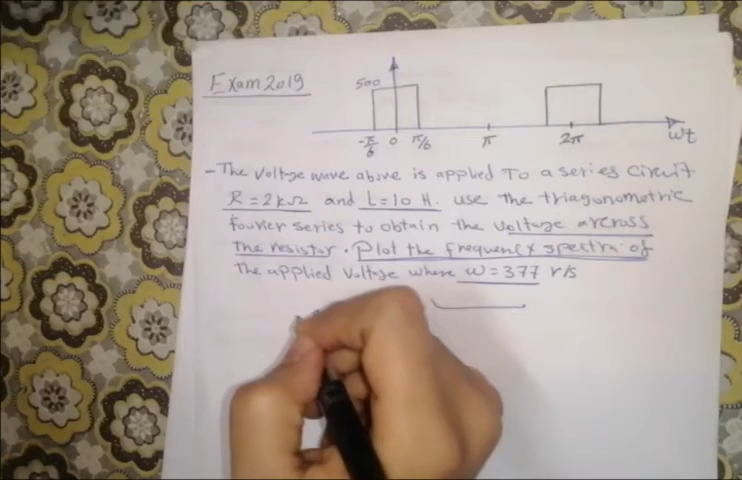 Exam 2019
500
-π/6 0 π/6 π 2π ωt
- The voltage wave above is applied To a series circuit
R = 2kΩ and L = 10 H. use the triagonometric
fourier series to obtain the voltage arcross
the resistor. Plot the frequency spectra of
the applied voltage where ω = 377 r/s